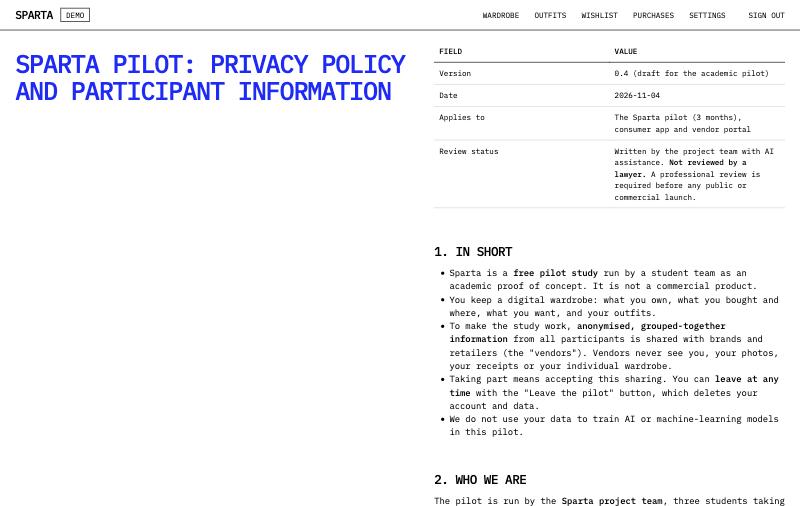 SPARTA DEMO WARDROBE OUTFITS WISHLIST PURCHASES SETTINGS SIGN OUT
SPARTA PILOT: PRIVACY POLICY
AND PARTICIPANT INFORMATION
FIELD VALUE
Version 0.4 (draft for the academic pilot)
Date 2026-11-04
Applies to The Sparta pilot (3 months),
consumer app and vendor portal
Review status Written by the project team with AI
assistance. Not reviewed by a
lawyer. A professional review is
required before any public or
commercial launch.
1. IN SHORT
• Sparta is a free pilot study run by a student team as an
academic proof of concept. It is not a commercial product.
• You keep a digital wardrobe: what you own, what you bought and
where, what you want, and your outfits.
• To make the study work, anonymised, grouped-together
information from all participants is shared with brands and
retailers (the "vendors"). Vendors never see you, your photos,
your receipts or your individual wardrobe.
• Taking part means accepting this sharing. You can leave at any
time with the "Leave the pilot" button, which deletes your
account and data.
• We do not use your data to train AI or machine-learning models
in this pilot.
2. WHO WE ARE
The pilot is run by the Sparta project team, three students taking